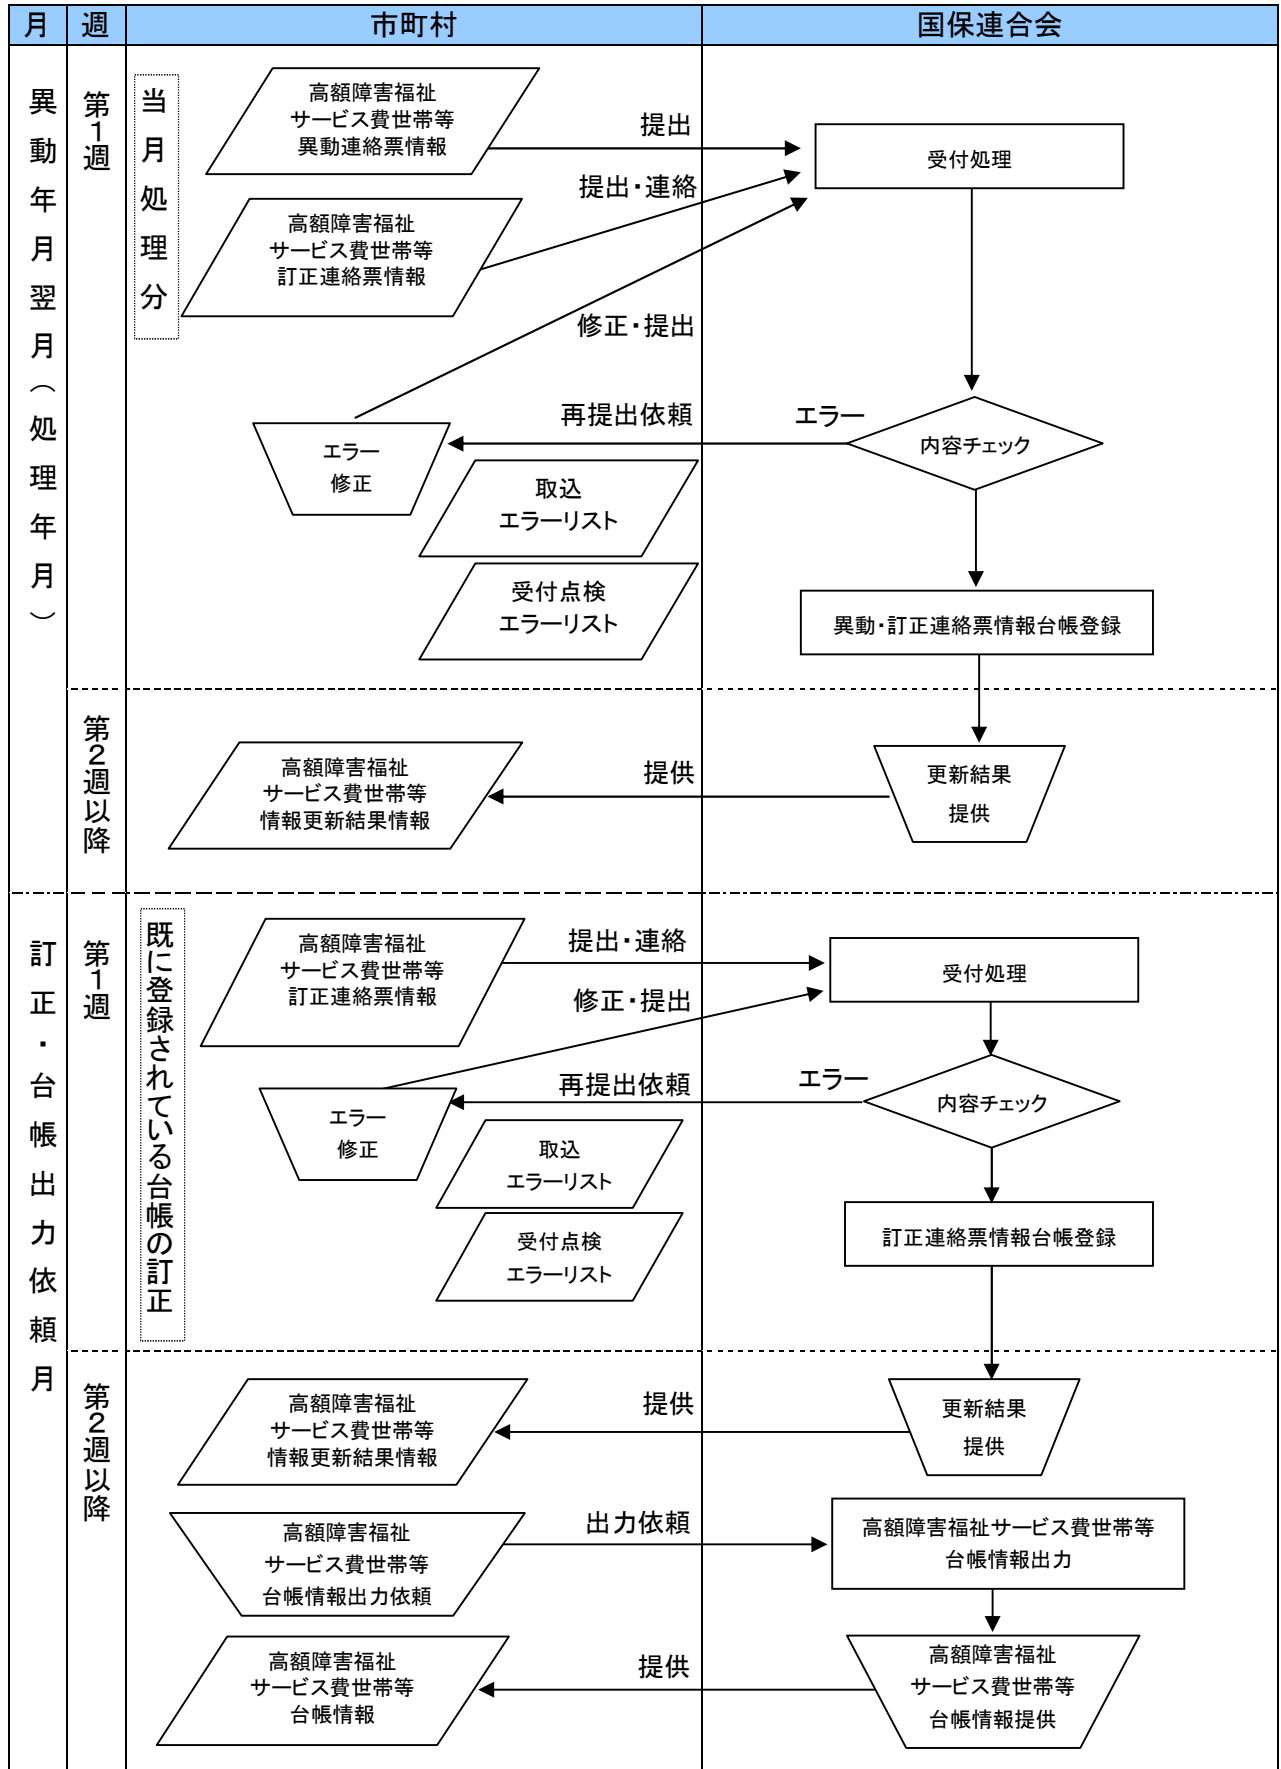 月
週
市町村
国保連合会
異動年月翌月（処理年月）
第1週
当月処理分
高額障害福祉
サービス費世帯等
異動連絡票情報
提出
受付処理
提出・連絡
高額障害福祉
サービス費世帯等
訂正連絡票情報
修正・提出
再提出依頼
エラー
内容チェック
エラー
修正
取込
エラーリスト
受付点検
エラーリスト
異動・訂正連絡票情報台帳登録
第2週以降
高額障害福祉
サービス費世帯等
情報更新結果情報
提供
更新結果
提供
訂正・台帳出力依頼月
第1週
既に登録されている台帳の訂正
高額障害福祉
サービス費世帯等
訂正連絡票情報
提出・連絡
受付処理
修正・提出
再提出依頼
エラー
内容チェック
エラー
修正
取込
エラーリスト
受付点検
エラーリスト
訂正連絡票情報台帳登録
第2週以降
高額障害福祉
サービス費世帯等
情報更新結果情報
提供
更新結果
提供
高額障害福祉
サービス費世帯等
台帳情報出力依頼
出力依頼
高額障害福祉サービス費世帯等
台帳情報出力
高額障害福祉
サービス費世帯等
台帳情報
提供
高額障害福祉
サービス費世帯等
台帳情報提供